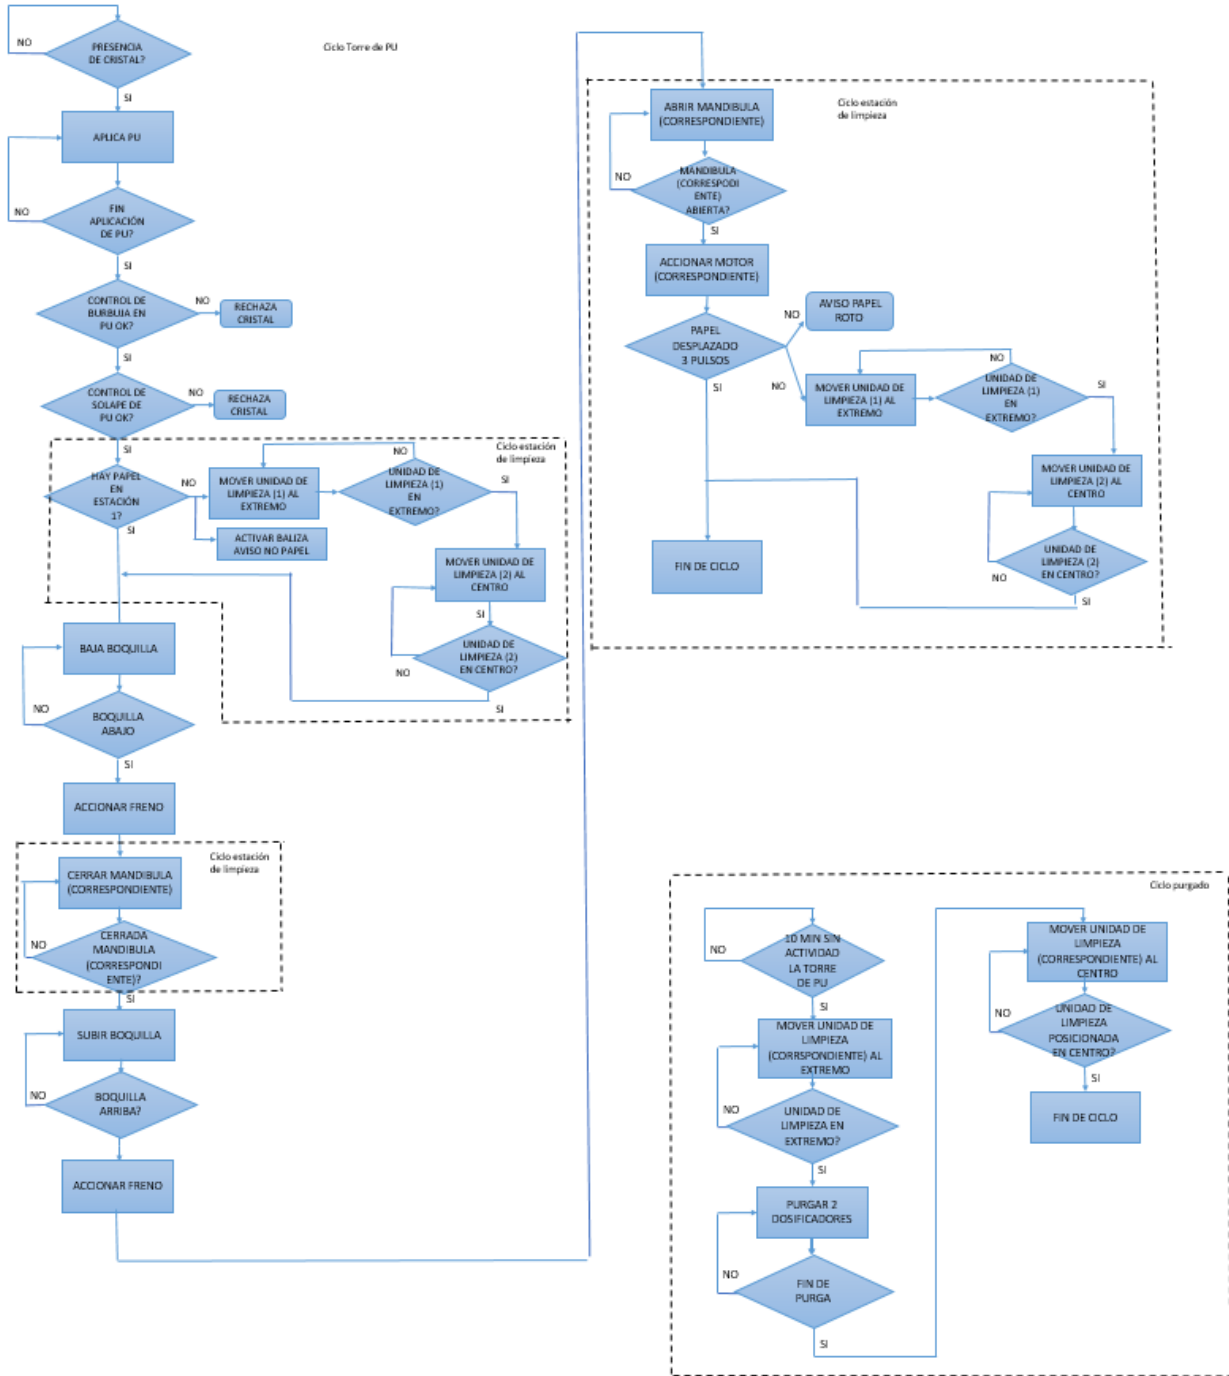 Ciclo Torre de PU
PRESENCIA
DE CRISTAL?
NO
SI
APLICA PU
FIN
APLICACIÓN
DE PU?
NO
SI
CONTROL DE
BURBUJA EN
PU OK?
NO
RECHAZA
CRISTAL
SI
CONTROL DE
SOLAPE DE
PU OK?
NO
RECHAZA
CRISTAL
SI
Ciclo estación
de limpieza
HAY PAPEL
EN
ESTACIÓN
1?
NO
SI
MOVER UNIDAD DE
LIMPIEZA (1) AL
EXTREMO
NO
UNIDAD DE
LIMPIEZA (1)
EN
EXTREMO?
SI
ACTIVAR BALIZA
AVISO NO PAPEL
MOVER UNIDAD DE
LIMPIEZA (2) AL
CENTRO
SI
UNIDAD DE
LIMPIEZA (2)
EN CENTRO?
NO
SI
BAJA BOQUILLA
BOQUILLA
ABAJO
NO
SI
ACCIONAR FRENO
Ciclo estación
de limpieza
CERRAR MANDIBULA
(CORRESPONDIENTE)
CERRADA
MANDIBULA
(CORRESPONDI
ENTE)?
NO
SI
SUBIR BOQUILLA
BOQUILLA
ARRIBA?
NO
ACCIONAR FRENO
Ciclo estación
de limpieza
ABRIR MANDIBULA
(CORRESPONDIENTE)
MANDIBULA
(CORRESPODI
ENTE)
ABIERTA?
NO
SI
ACCIONAR MOTOR
(CORRESPONDIENTE)
PAPEL
DESPLAZADO
3 PULSOS
NO
AVISO PAPEL
ROTO
NO
SI
MOVER UNIDAD DE
LIMPIEZA (1) AL
EXTREMO
NO
UNIDAD DE
LIMPIEZA (1)
EN
EXTREMO?
SI
MOVER UNIDAD DE
LIMPIEZA (2) AL
CENTRO
UNIDAD DE
LIMPIEZA (2)
EN CENTRO?
NO
SI
FIN DE CICLO
Ciclo purgado
10 MIN SIN
ACTIVIDAD
LA TORRE
DE PU
NO
SI
MOVER UNIDAD DE
LIMPIEZA
(CORRSPONDIENTE) AL
EXTREMO
UNIDAD DE
LIMPIEZA EN
EXTREMO?
NO
SI
PURGAR 2
DOSIFICADORES
FIN DE
PURGA
NO
SI
MOVER UNIDAD DE
LIMPIEZA
(CORRESPONDIENTE) AL
CENTRO
UNIDAD DE
LIMPIEZA
POSICIONADA
EN CENTRO?
NO
SI
FIN DE CICLO